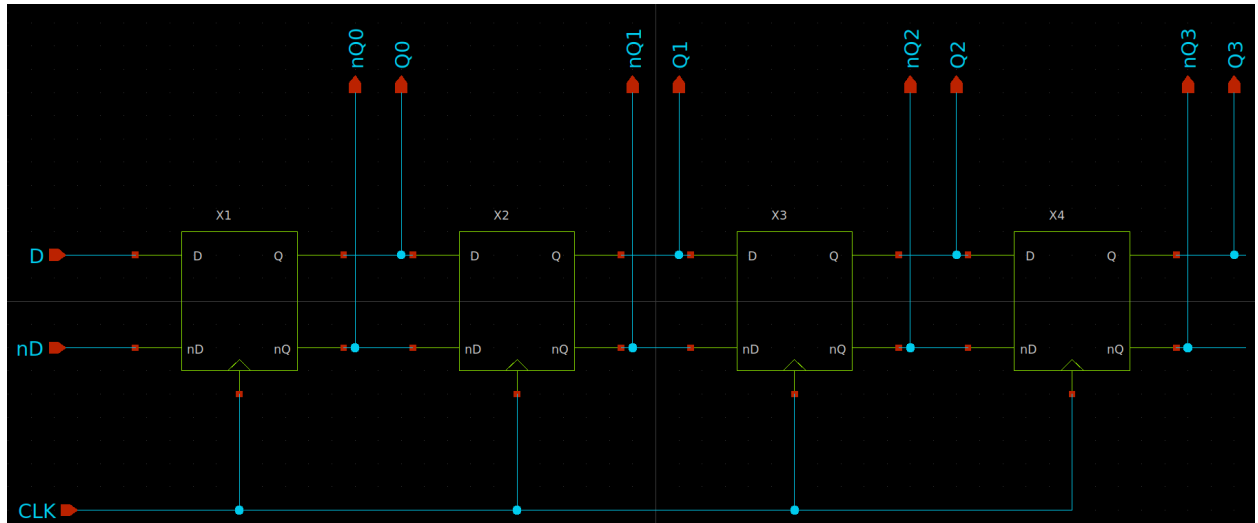 nQ0 Q0 nQ1 Q1 nQ2 Q2 nQ3 Q3
X1 X2 X3 X4
D D Q D Q D Q D Q
nD nD nQ nD nQ nD nQ nD nQ
CLK